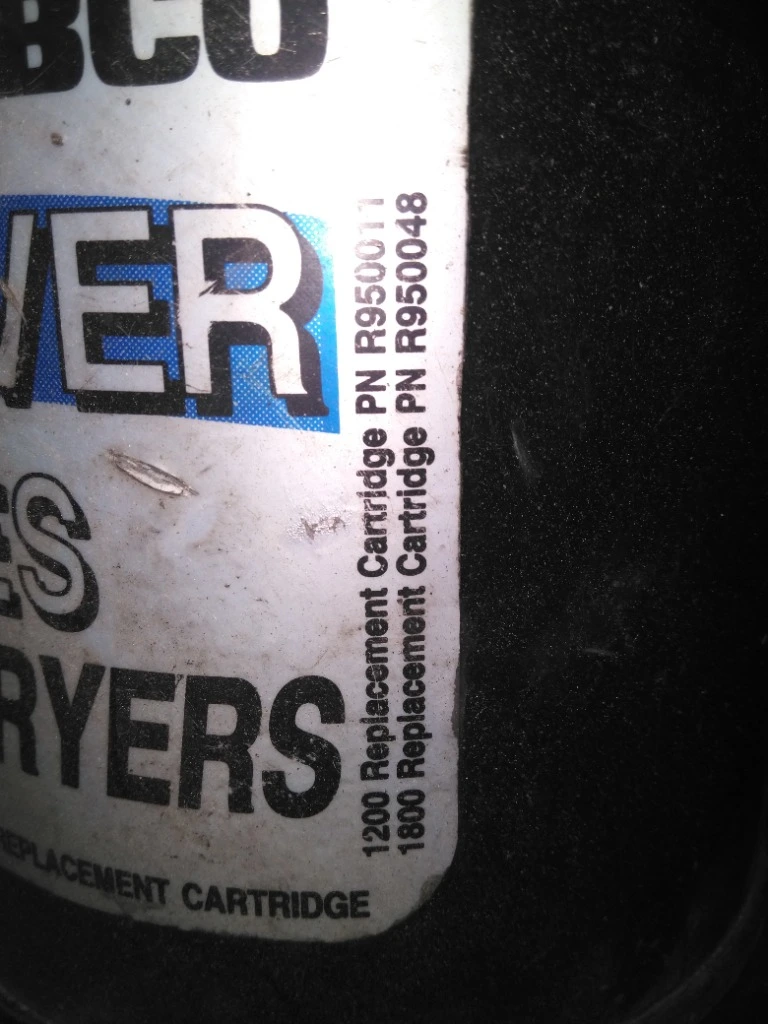 BCO
VER
ES
RYERS
REPLACEMENT CARTRIDGE
1200 Replacement Cartridge PN R950011
1800 Replacement Cartridge PN R950048